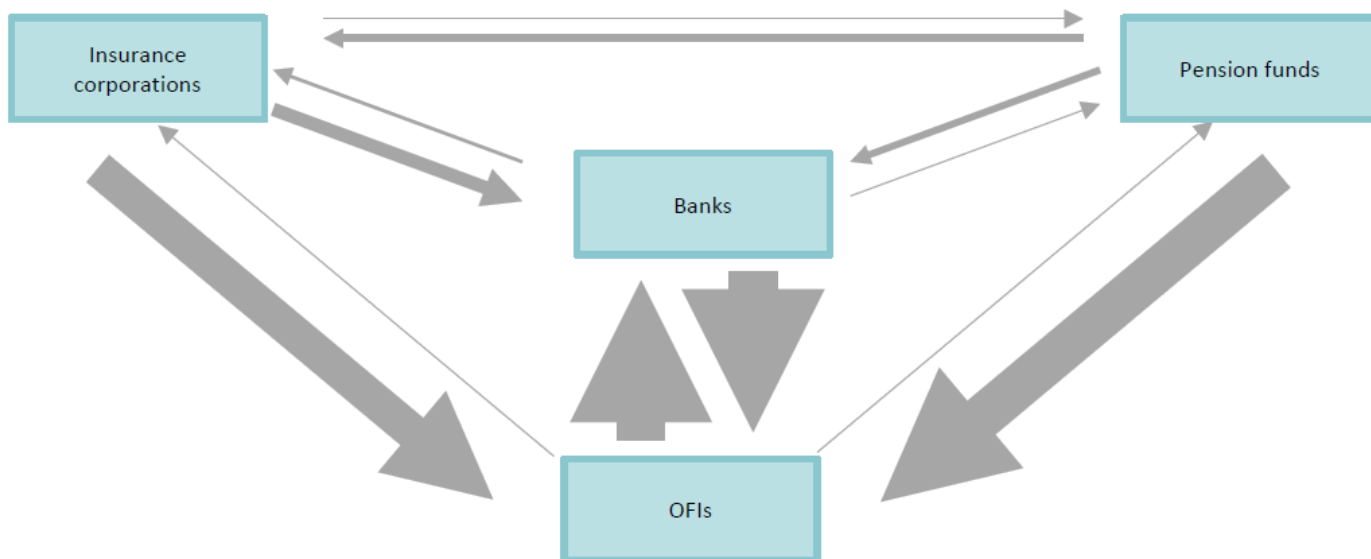 Insurance
corporations
Pension funds
Banks
OFIs